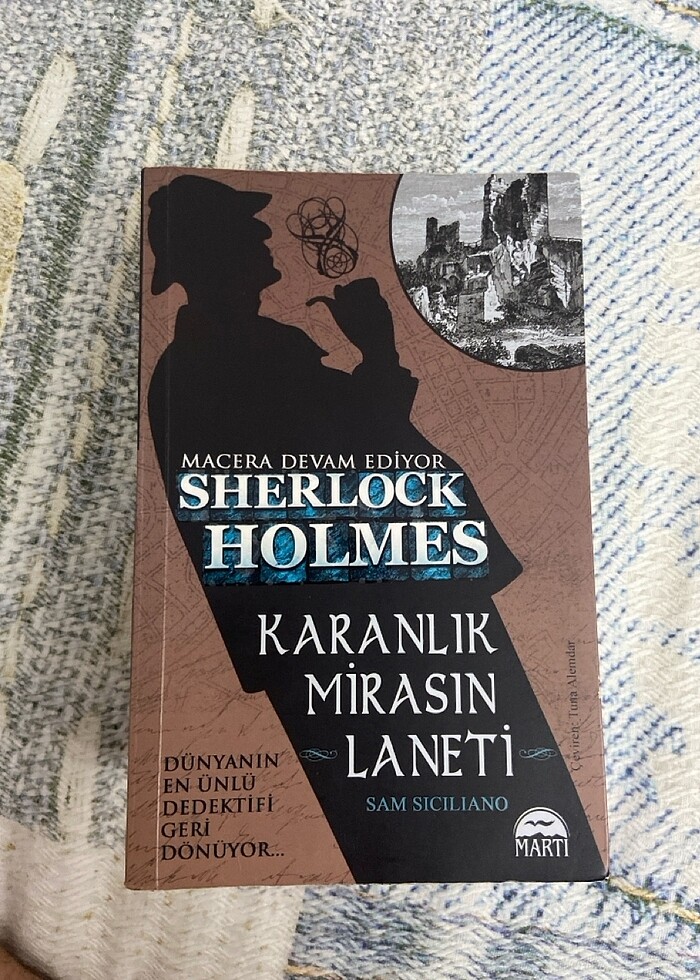 MACERA DEVAM EDİYOR
SHERLOCK
HOLMES
KARANLIK
MİRASIN
LANETİ
SAM SICILIANO
Çeviren: Tuna Alemdar
DÜNYANIN
EN ÜNLÜ
DEDEKTİFİ
GERİ
DÖNÜYOR...
MARTI